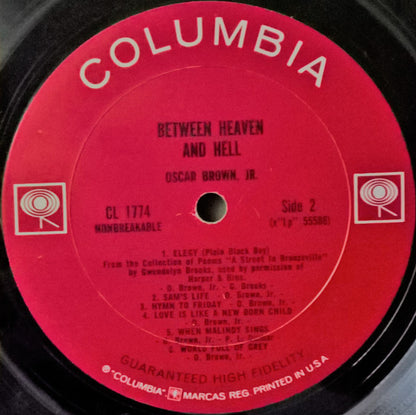 COLUMBIA
BETWEEN HEAVEN
AND HELL
OSCAR BROWN, JR.
CL 1774
NONBREAKABLE
Side 2
(x"Lp" 55586)
1. ELEGY (Plain Black Boy)
From the Collection of Poems "A Street in Bronzeville"
by Gwendolyn Brooks, used by permission of
Harper & Bros.
- O. Brown, Jr. - G. Brooks -
2. SAM'S LIFE - O. Brown, Jr. -
3. HYMN TO FRIDAY - O. Brown, Jr. -
4. LOVE IS LIKE A NEW BORN CHILD
- O. Brown, Jr. -
5. WHEN MALINDY SINGS
- O. Brown, Jr. - P. L.
6. WORLD FULL OF GREY
- O. Brown, Jr. -
GUARANTEED HIGH FIDELITY
® "COLUMBIA", MARCAS REG. PRINTED IN U S A